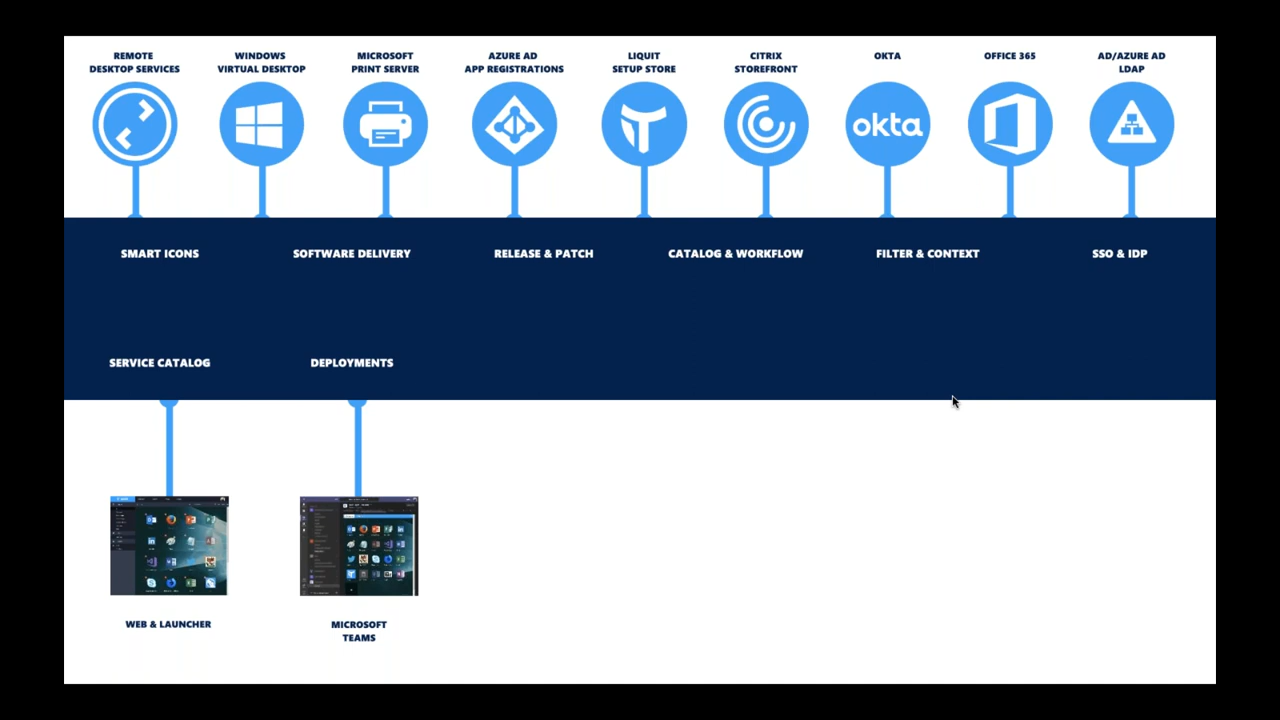 REMOTE
DESKTOP SERVICES
WINDOWS
VIRTUAL DESKTOP
MICROSOFT
PRINT SERVER
AZURE AD
APP REGISTRATIONS
LIQUIT
SETUP STORE
CITRIX
STOREFRONT
OKTA
OFFICE 365
AD/AZURE AD
LDAP
okta
SMART ICONS
SOFTWARE DELIVERY
RELEASE & PATCH
CATALOG & WORKFLOW
FILTER & CONTEXT
SSO & IDP
SERVICE CATALOG
DEPLOYMENTS
WEB & LAUNCHER
MICROSOFT
TEAMS